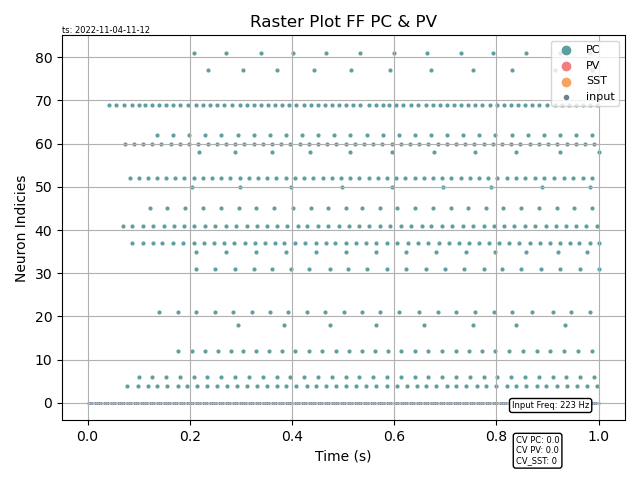 Raster Plot FF PC & PV
ts: 2022-11-04-11-12
PC
PV
SST
input
Neuron Indicies
80
70
60
50
40
30
20
10
0
Input Freq: 223 Hz
0.0 0.2 0.4 0.6 0.8 1.0
Time (s)
CV PC: 0.0
CV PV: 0.0
CV_SST: 0